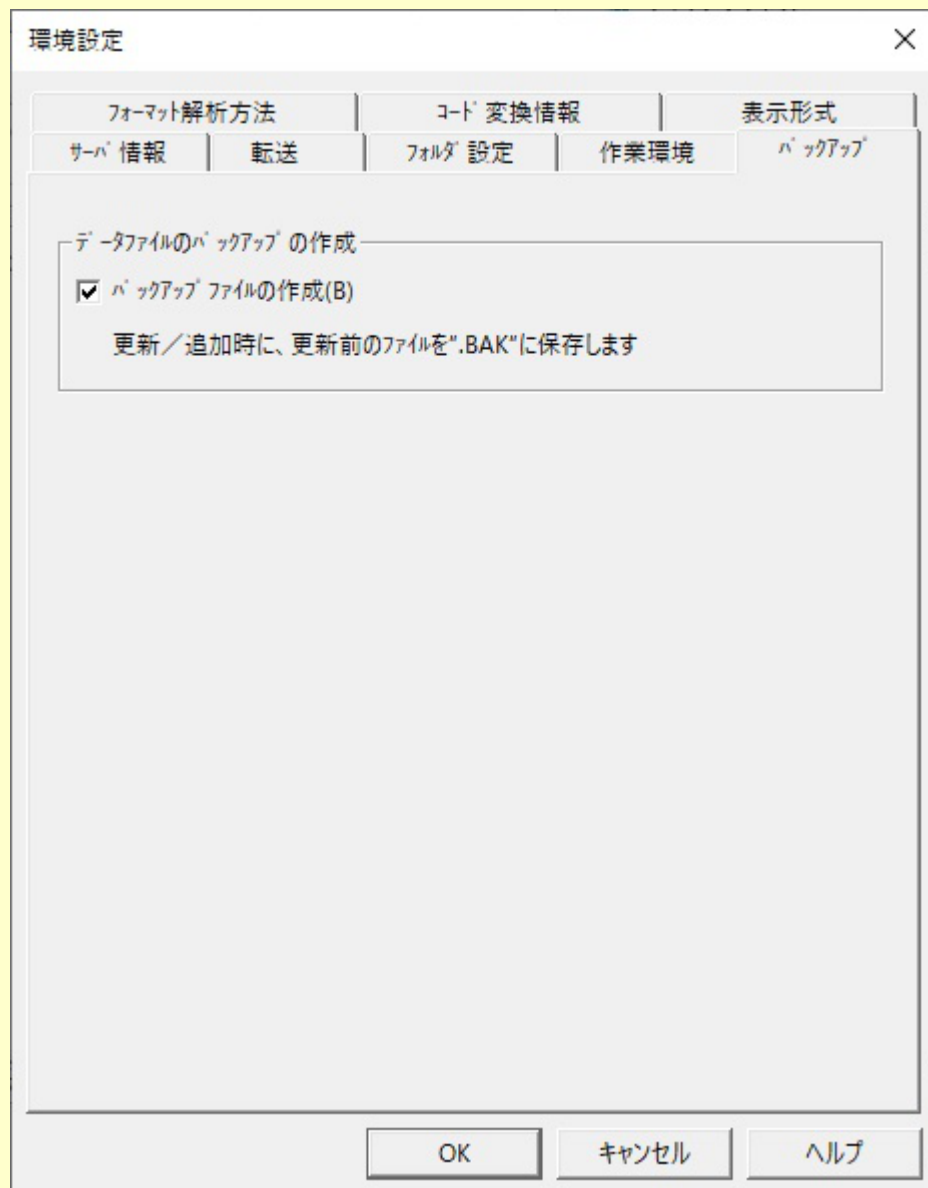 環境設定
フォーマット解析方法 コード変換情報 表示形式
サーバ情報 転送 フォルダ設定 作業環境 バックアップ
データファイルのバックアップの作成
バックアップファイルの作成(B)
更新／追加時に、更新前のファイルを".BAK"に保存します
OK キャンセル ヘルプ